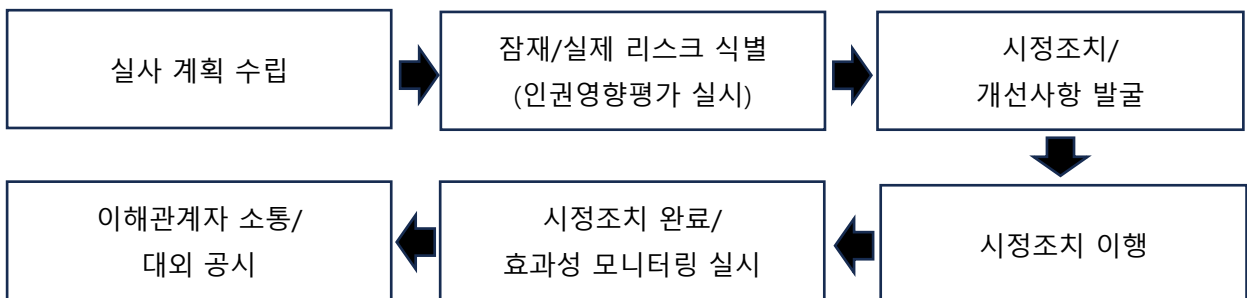 실사 계획 수립
잠재/실제 리스크 식별
(인권영향평가 실시)
시정조치/
개선사항 발굴
시정조치 이행
시정조치 완료/
효과성 모니터링 실시
이해관계자 소통/
대외 공시